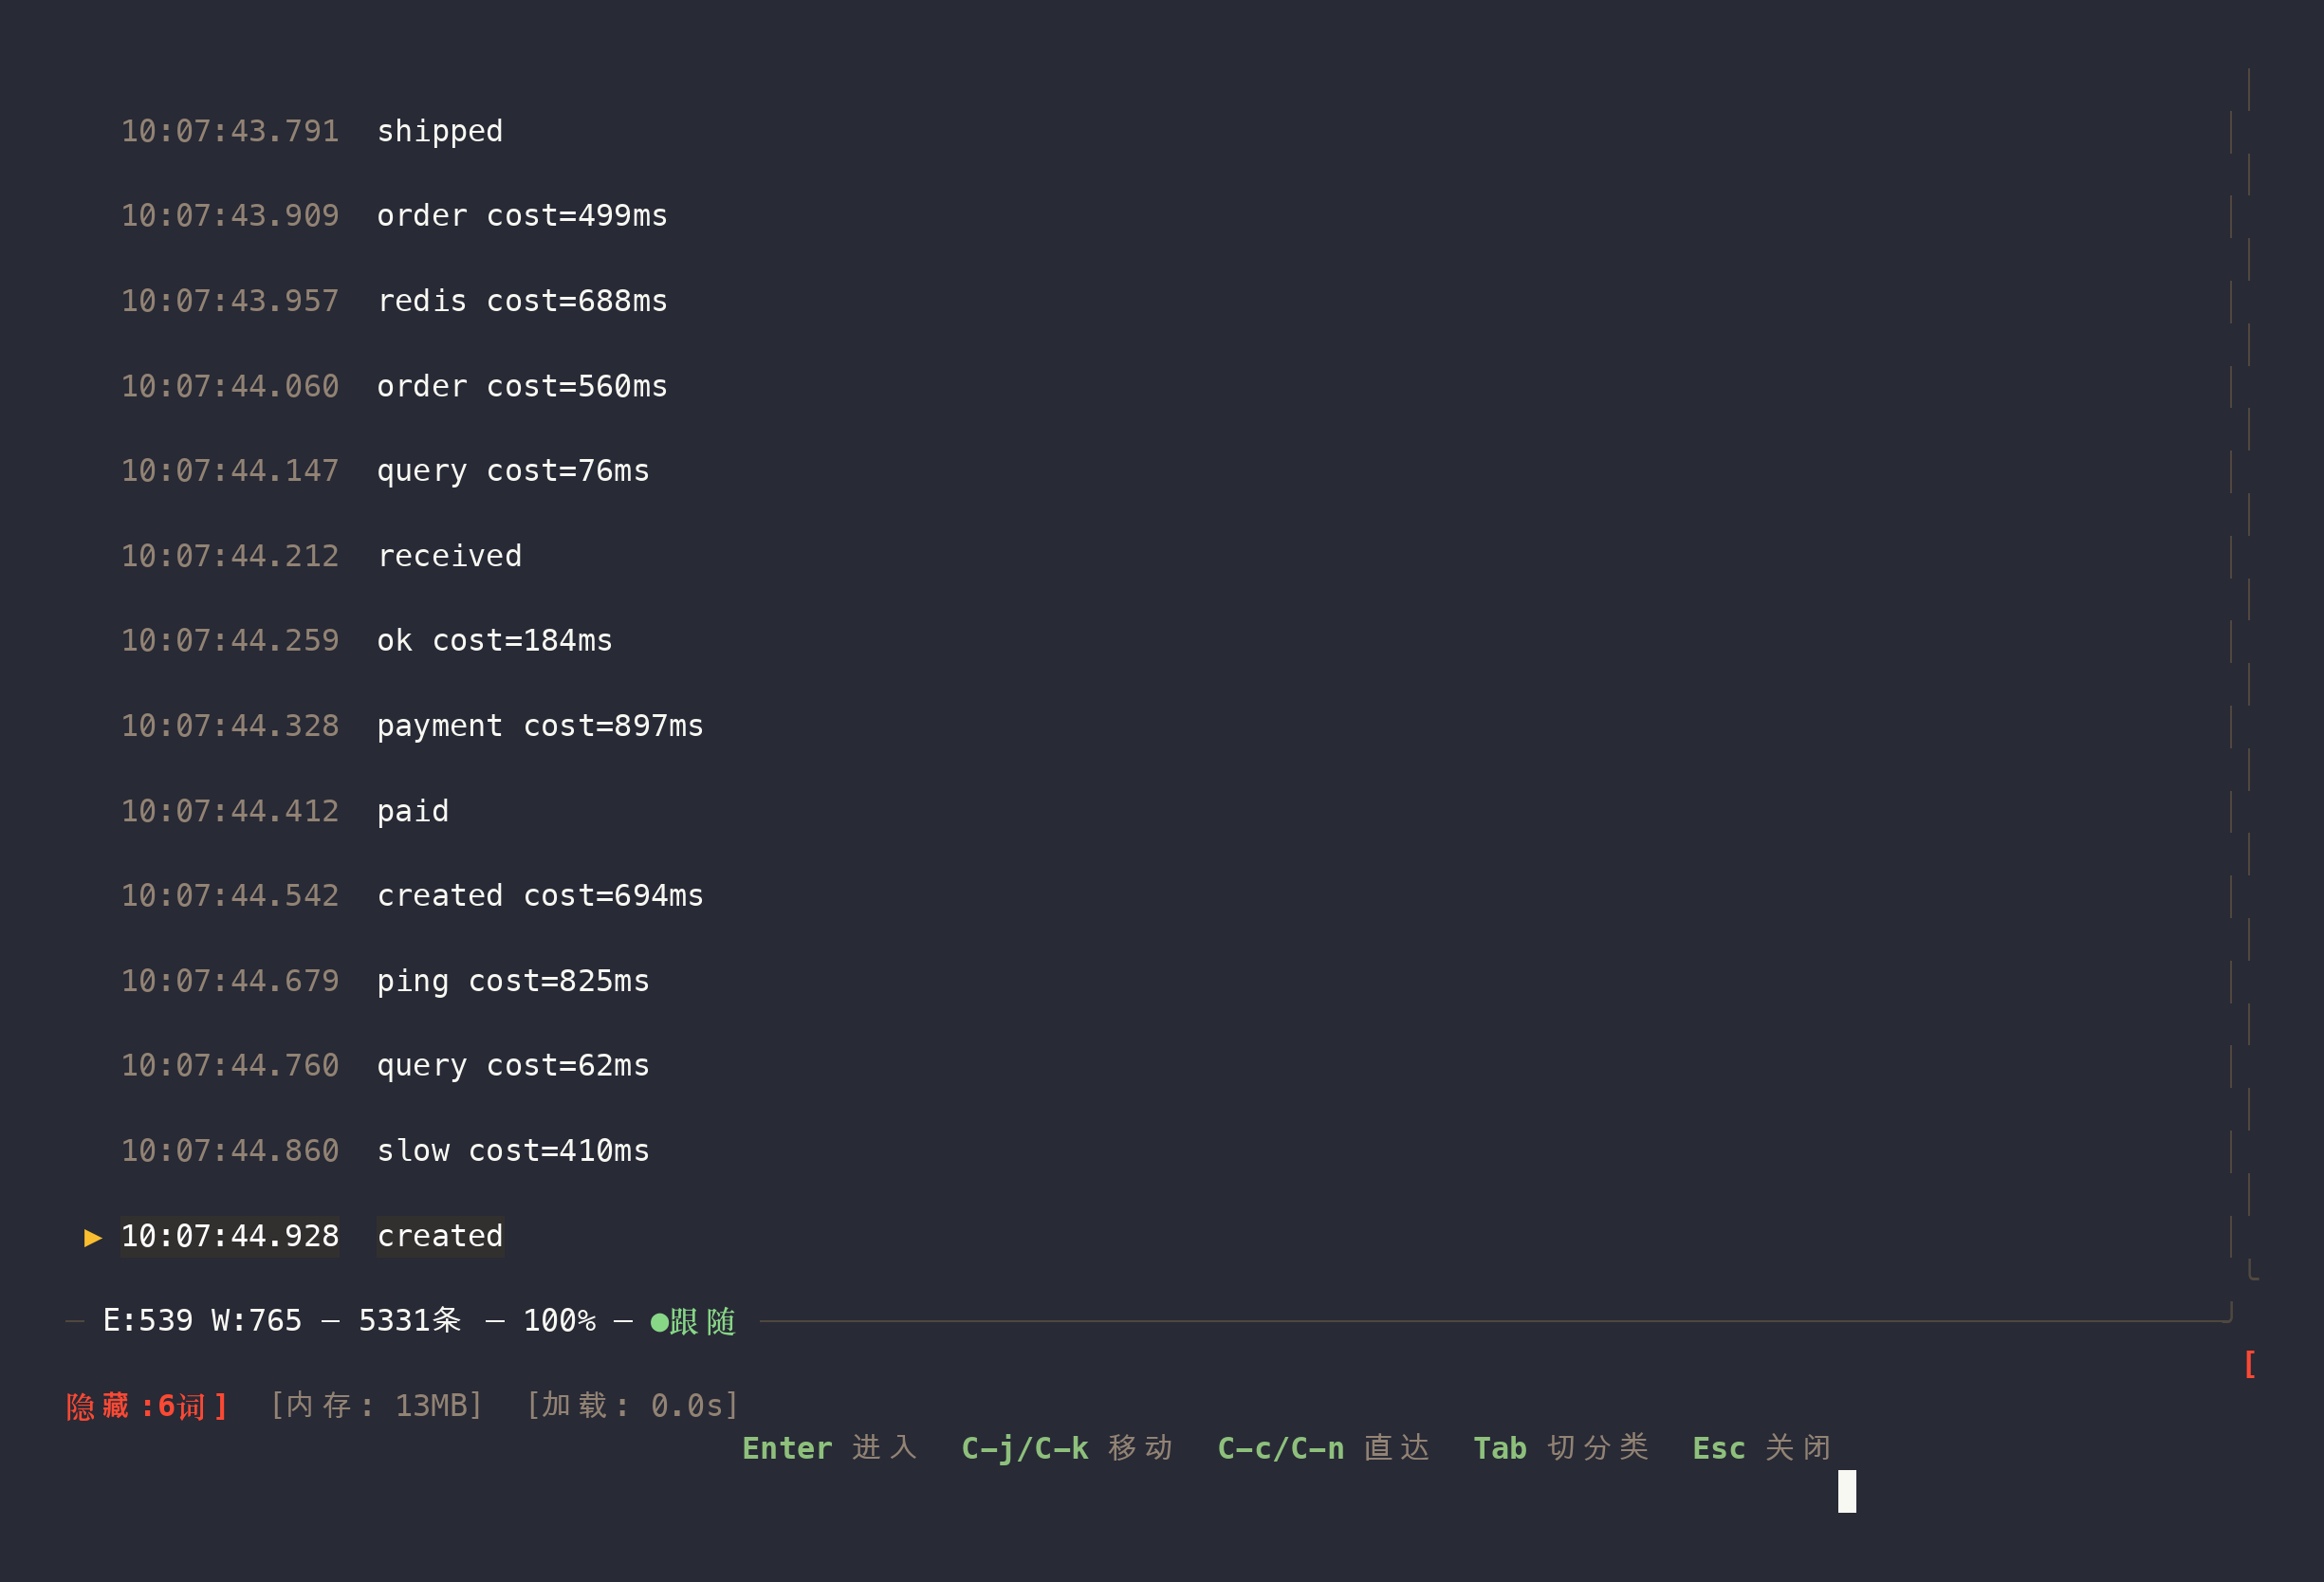 10:07:43.791  shipped
10:07:43.909  order cost=499ms
10:07:43.957  redis cost=688ms
10:07:44.060  order cost=560ms
10:07:44.147  query cost=76ms
10:07:44.212  received
10:07:44.259  ok cost=184ms
10:07:44.328  payment cost=897ms
10:07:44.412  paid
10:07:44.542  created cost=694ms
10:07:44.679  ping cost=825ms
10:07:44.760  query cost=62ms
10:07:44.860  slow cost=410ms
▶ 10:07:44.928  created
─ E:539 W:765 ─ 5331条 ─ 100% ─ ●跟随
[
隐藏:6词]  [内存: 13MB]  [加载: 0.0s]
Enter 进入  C-j/C-k 移动  C-c/C-n 直达  Tab 切分类  Esc 关闭